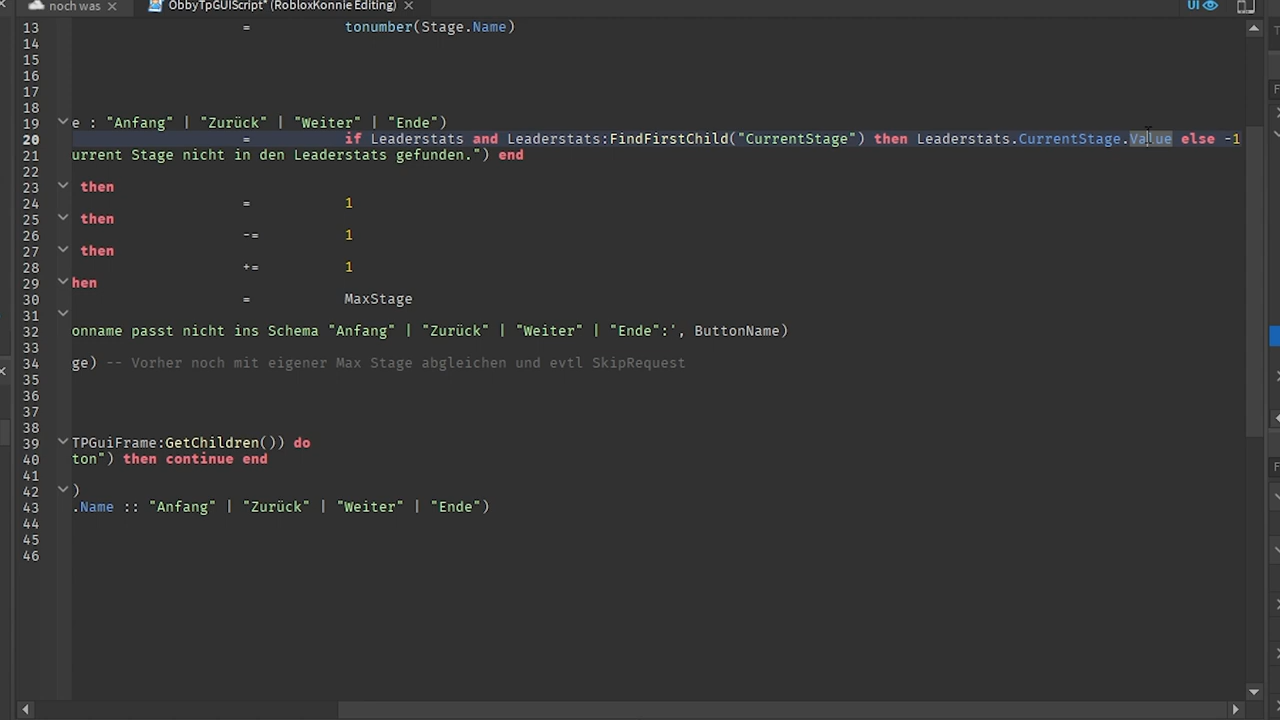 noch was
ObbyTpGUIScript* (RobloxKonnie Editing)
UI
13 = tonumber(Stage.Name)
14
15
16
17
18
19 e : "Anfang" | "Zurück" | "Weiter" | "Ende")
20 = if Leaderstats and Leaderstats:FindFirstChild("CurrentStage") then Leaderstats.CurrentStage.Value else -1
21 urrent Stage nicht in den Leaderstats gefunden.") end
22
23 then
24 = 1
25 then
26 -= 1
27 then
28 += 1
29 hen
30 = MaxStage
31
32 onname passt nicht ins Schema "Anfang" | "Zurück" | "Weiter" | "Ende":', ButtonName)
33
34 ge) -- Vorher noch mit eigener Max Stage abgleichen und evtl SkipRequest
35
36
37
38
39 TPGuiFrame:GetChildren()) do
40 ton") then continue end
41
42 )
43 .Name :: "Anfang" | "Zurück" | "Weiter" | "Ende")
44
45
46